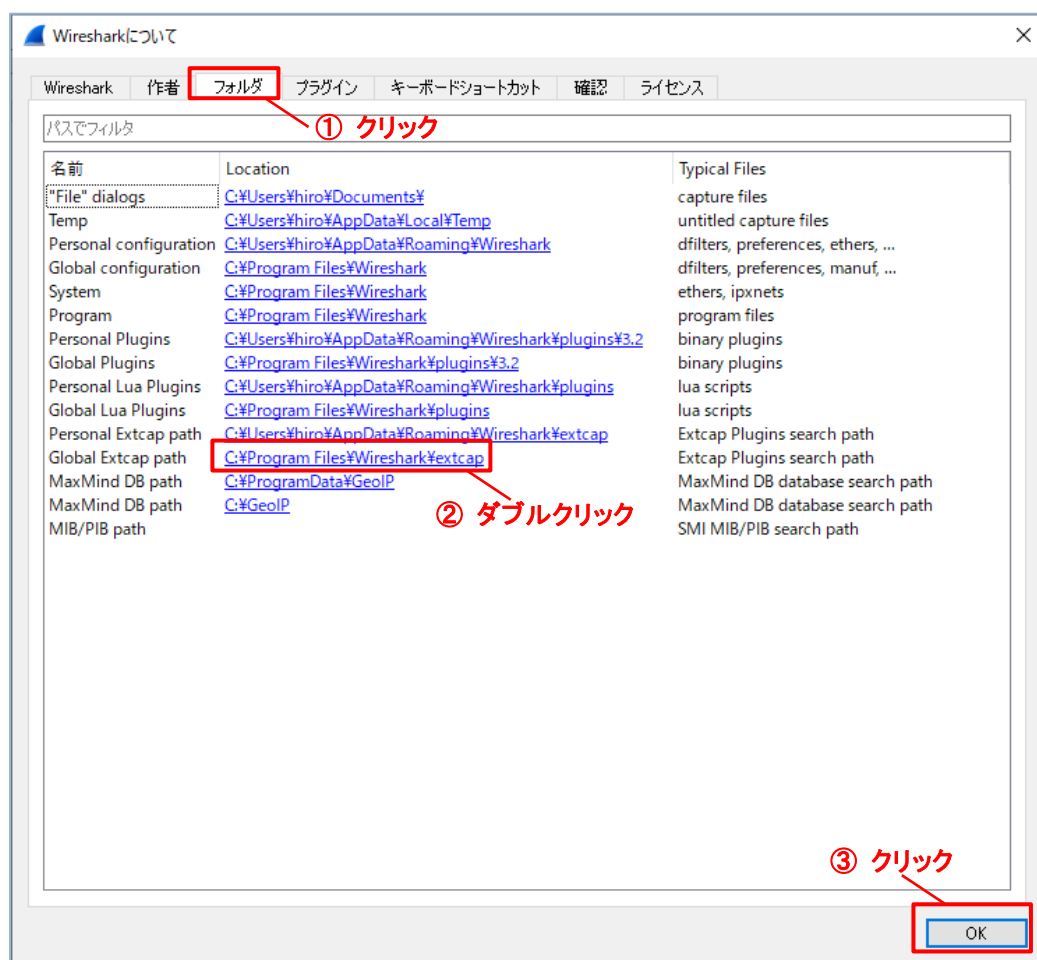 Wiresharkについて
Wireshark 作者 フォルダ プラグイン キーボードショートカット 確認 ライセンス
① クリック
パスでフィルタ
名前 Location Typical Files
"File" dialogs C:¥Users¥hiro¥Documents¥ capture files
Temp C:¥Users¥hiro¥AppData¥Local¥Temp untitled capture files
Personal configuration C:¥Users¥hiro¥AppData¥Roaming¥Wireshark dfilters, preferences, ethers, ...
Global configuration C:¥Program Files¥Wireshark dfilters, preferences, manuf, ...
System C:¥Program Files¥Wireshark ethers, ipxnets
Program C:¥Program Files¥Wireshark program files
Personal Plugins C:¥Users¥hiro¥AppData¥Roaming¥Wireshark¥plugins¥3.2 binary plugins
Global Plugins C:¥Program Files¥Wireshark¥plugins¥3.2 binary plugins
Personal Lua Plugins C:¥Users¥hiro¥AppData¥Roaming¥Wireshark¥plugins lua scripts
Global Lua Plugins C:¥Program Files¥Wireshark¥plugins lua scripts
Personal Extcap path C:¥Users¥hiro¥AppData¥Roaming¥Wireshark¥extcap Extcap Plugins search path
Global Extcap path C:¥Program Files¥Wireshark¥extcap Extcap Plugins search path
MaxMind DB path C:¥ProgramData¥GeoIP MaxMind DB database search path
MaxMind DB path C:¥GeoIP MaxMind DB database search path
② ダブルクリック
MIB/PIB path SMI MIB/PIB search path
③ クリック
OK